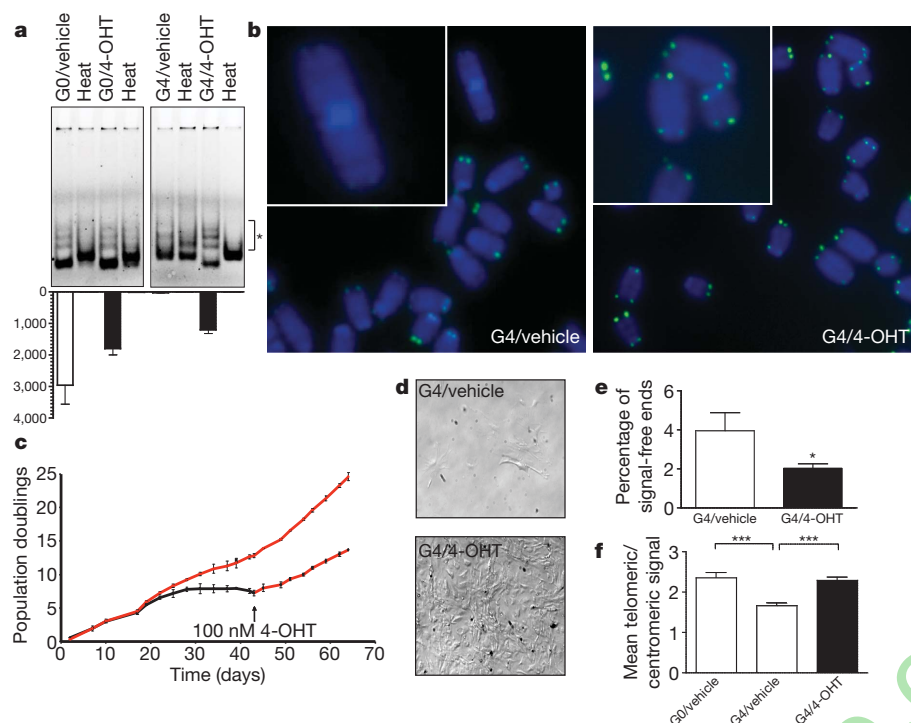 a
G0/vehicle
Heat
G0/4-OHT
Heat
G4/vehicle
Heat
G4/4-OHT
Heat
*
0
1,000
2,000
3,000
4,000
b
G4/vehicle
G4/4-OHT
c
Population doublings
25
20
15
10
5
0
100 nM 4-OHT
0 10 20 30 40 50 60 70
Time (days)
d
G4/vehicle
G4/4-OHT
e
Percentage of
signal-free ends
6
4
2
0
*
G4/vehicle G4/4-OHT
f
Mean telomeric/
centromeric signal
3
2
1
0
*** ***
G0/vehicle
G4/vehicle
G4/4-OHT